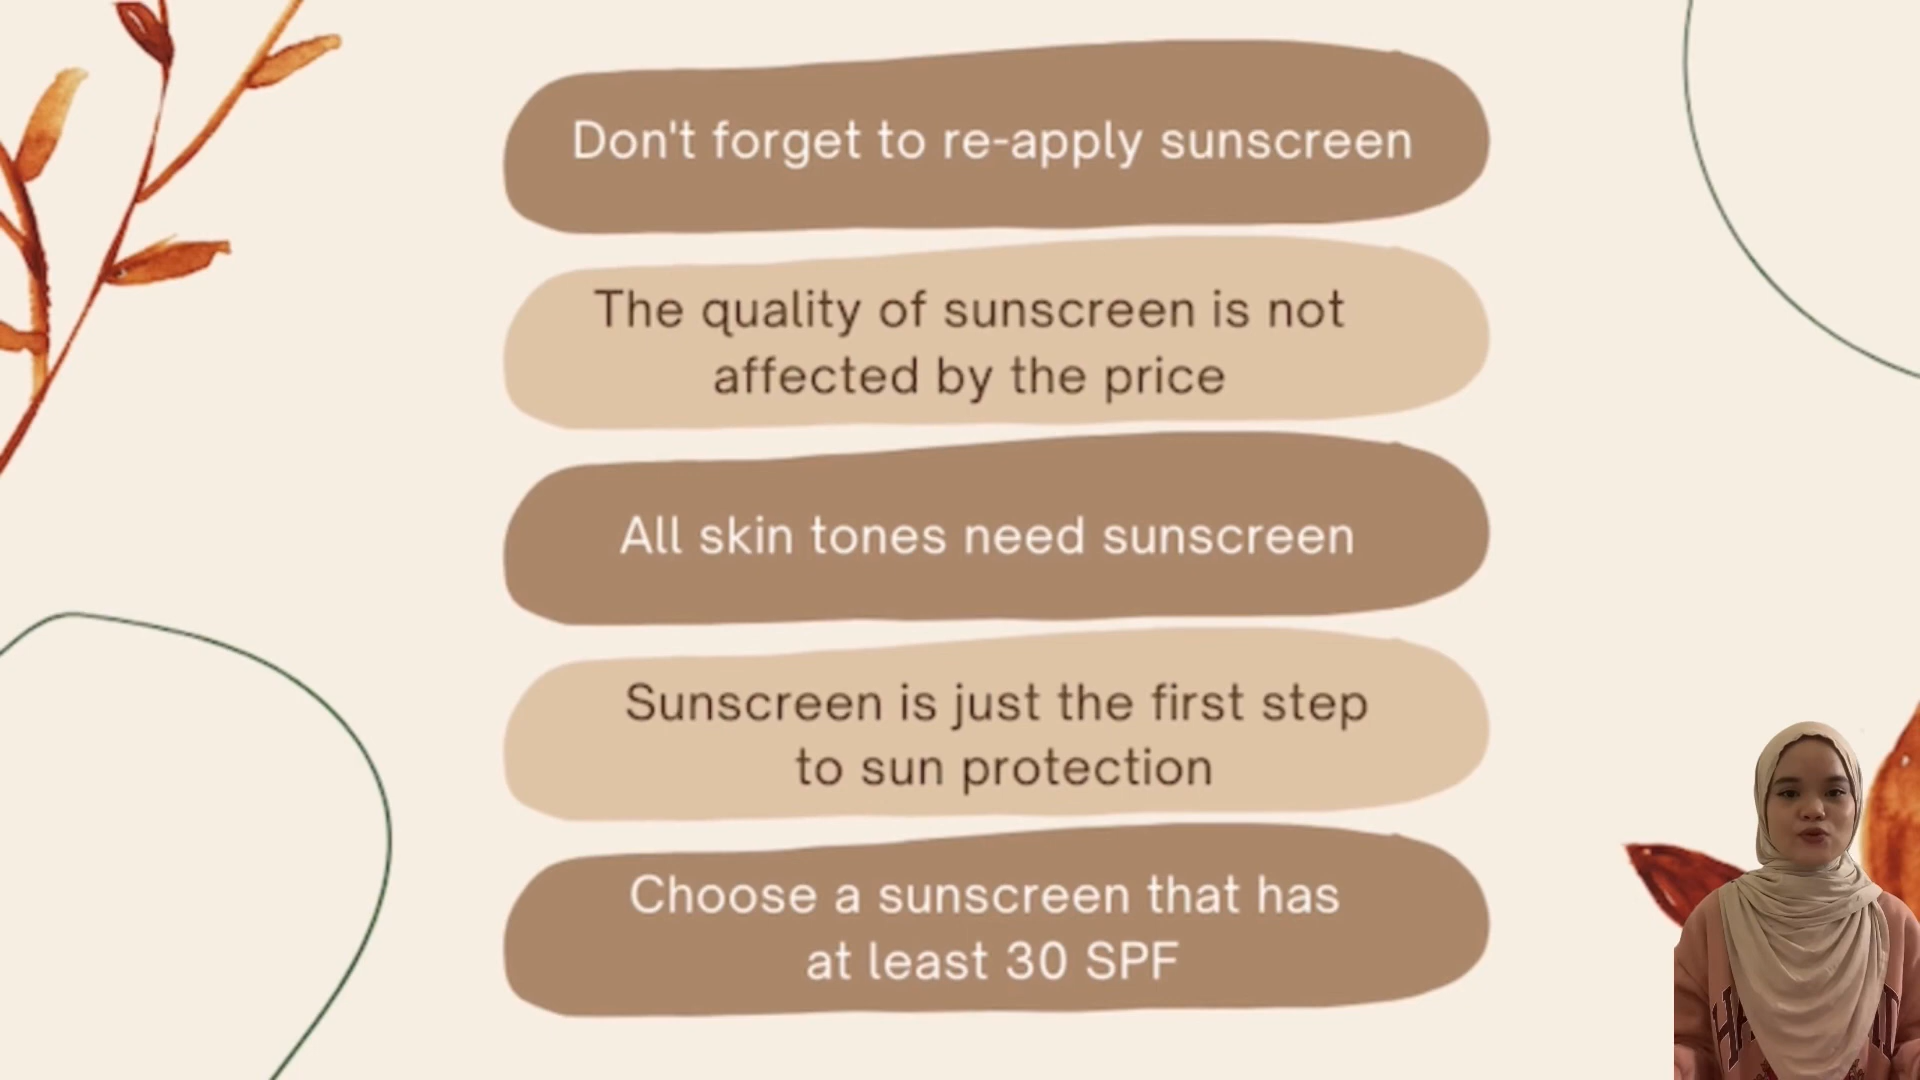 Don't forget to re-apply sunscreen
The quality of sunscreen is not
affected by the price
All skin tones need sunscreen
Sunscreen is just the first step
to sun protection
Choose a sunscreen that has
at least 30 SPF